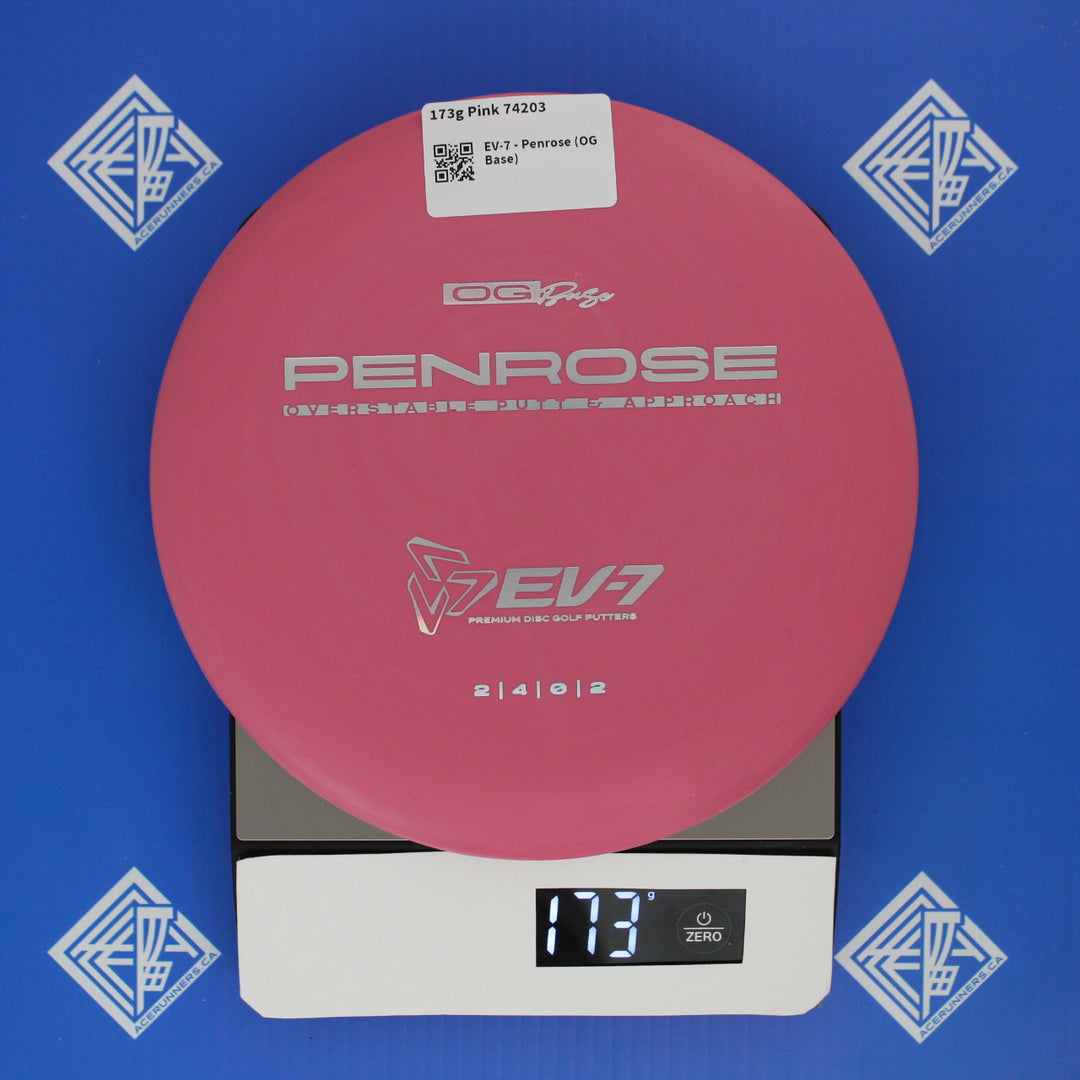 173g Pink 74203
EV-7 - Penrose (OG
Base)
OG Base
PENROSE
OVERSTABLE PUTT & APPROACH
EV-7
PREMIUM DISC GOLF PUTTERS
2|4|0|2
173 g
ZERO
ACERUNNERS.CA
ACERUNNERS.CA
ACERUNNERS.CA
ACERUNNERS.CA